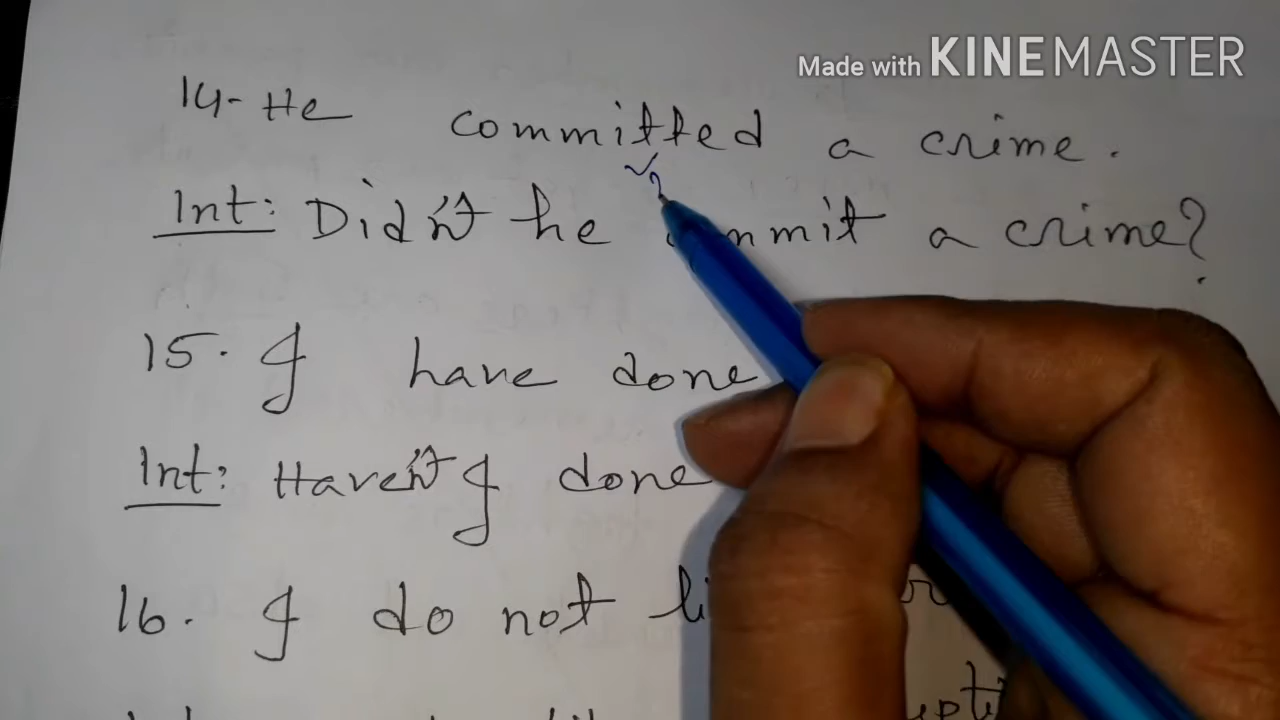 Made with KINEMASTER
14- He committed a crime.
Int: Didn't he commit a crime?
15. I have done
Int: Haven't I done
16. I do not